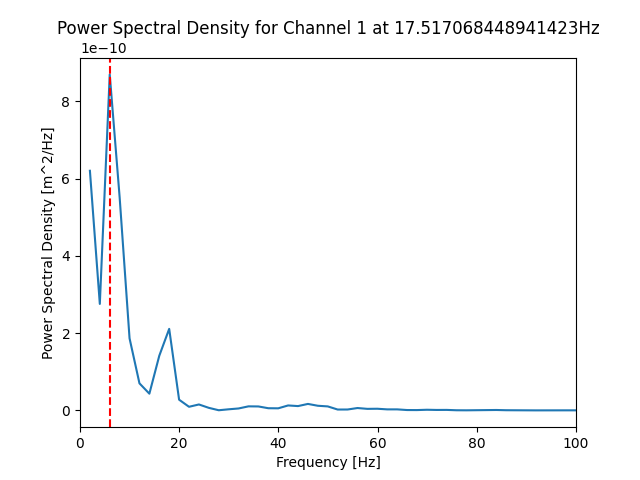 Power Spectral Density for Channel 1 at 17.517068448941423Hz
1e−10
8
6
4
2
0
Power Spectral Density [m^2/Hz]
0 20 40 60 80 100
Frequency [Hz]